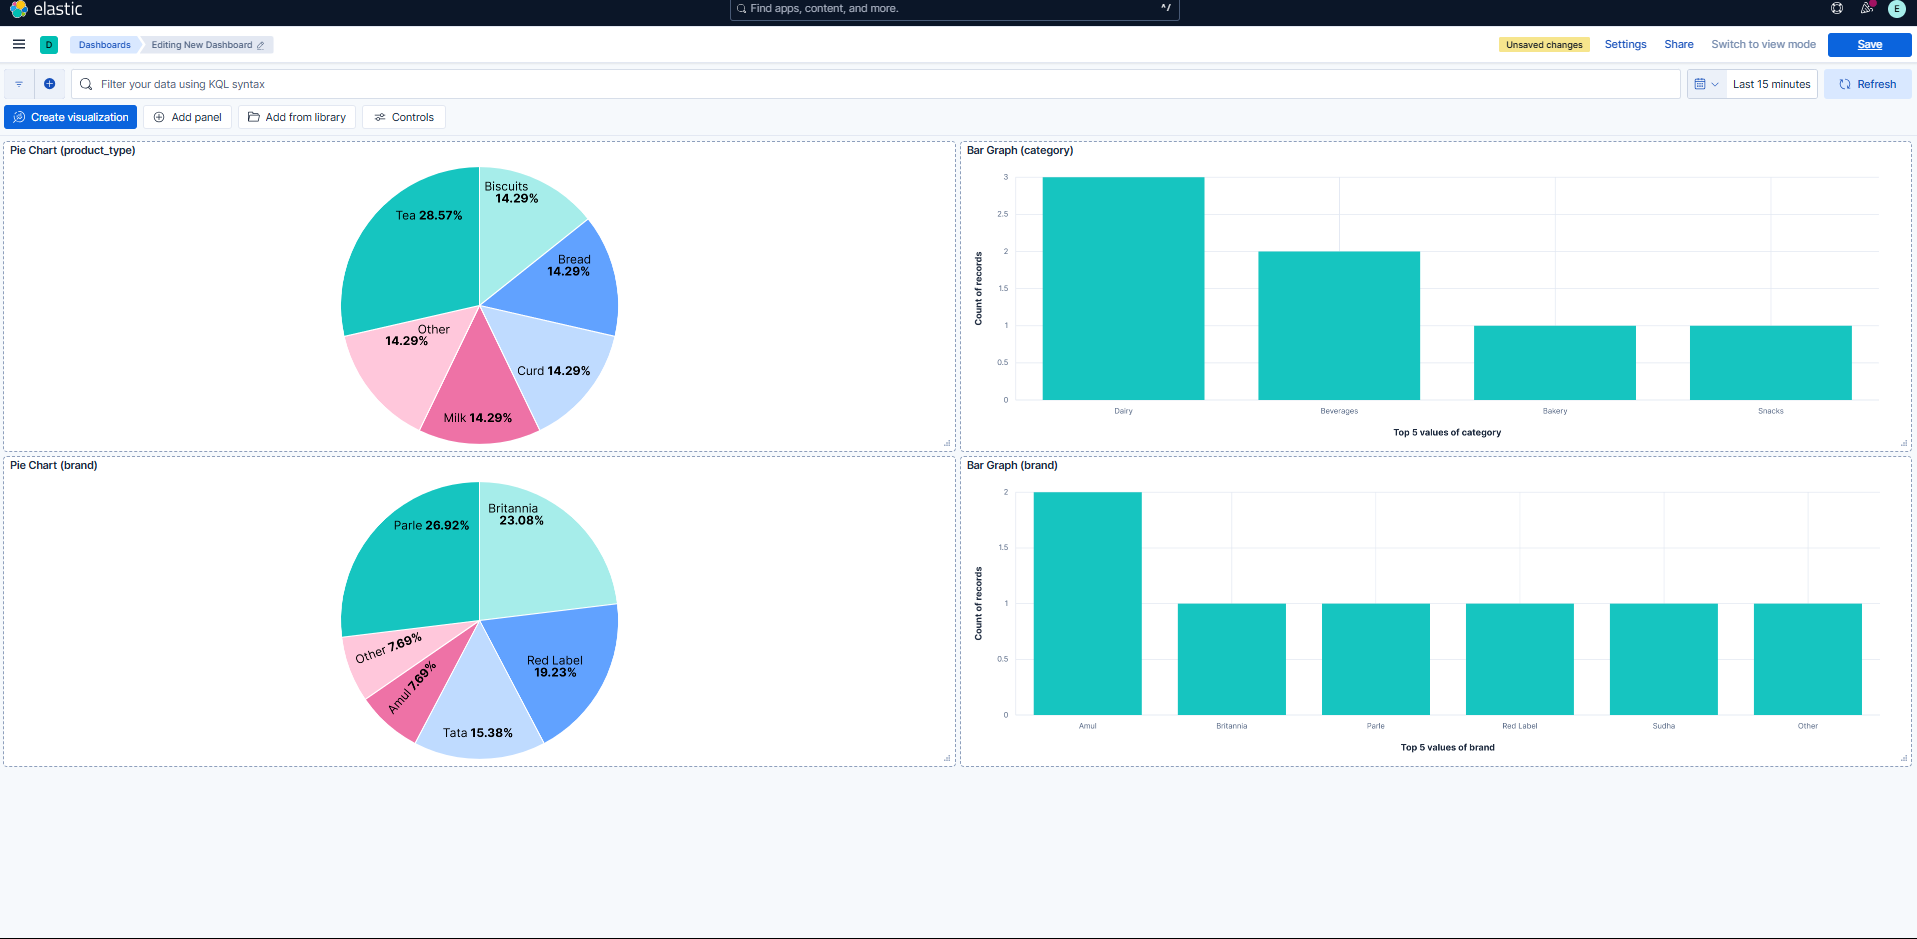 elastic
Find apps, content, and more.
^/
E
D
Dashboards
Editing New Dashboard
Unsaved changes
Settings
Share
Switch to view mode
Save
Filter your data using KQL syntax
Last 15 minutes
Refresh
Create visualization
Add panel
Add from library
Controls
Pie Chart (product_type)
Biscuits
14.29%
Tea 28.57%
Bread
14.29%
Other
14.29%
Curd 14.29%
Milk 14.29%
Bar Graph (category)
3
2.5
2
1.5
1
0.5
0
Count of records
Dairy
Beverages
Bakery
Snacks
Top 5 values of category
Pie Chart (brand)
Britannia
23.08%
Parle 26.92%
Red Label
19.23%
Other 7.69%
Amul 7.69%
Tata 15.38%
Bar Graph (brand)
2
1.5
1
0.5
0
Count of records
Amul
Britannia
Parle
Red Label
Sudha
Other
Top 5 values of brand